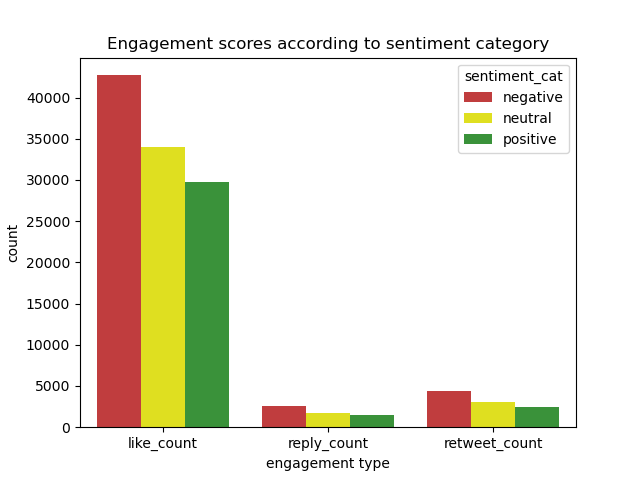 Engagement scores according to sentiment category
sentiment_cat
negative
neutral
positive
count
40000
35000
30000
25000
20000
15000
10000
5000
0
like_count
reply_count
retweet_count
engagement type